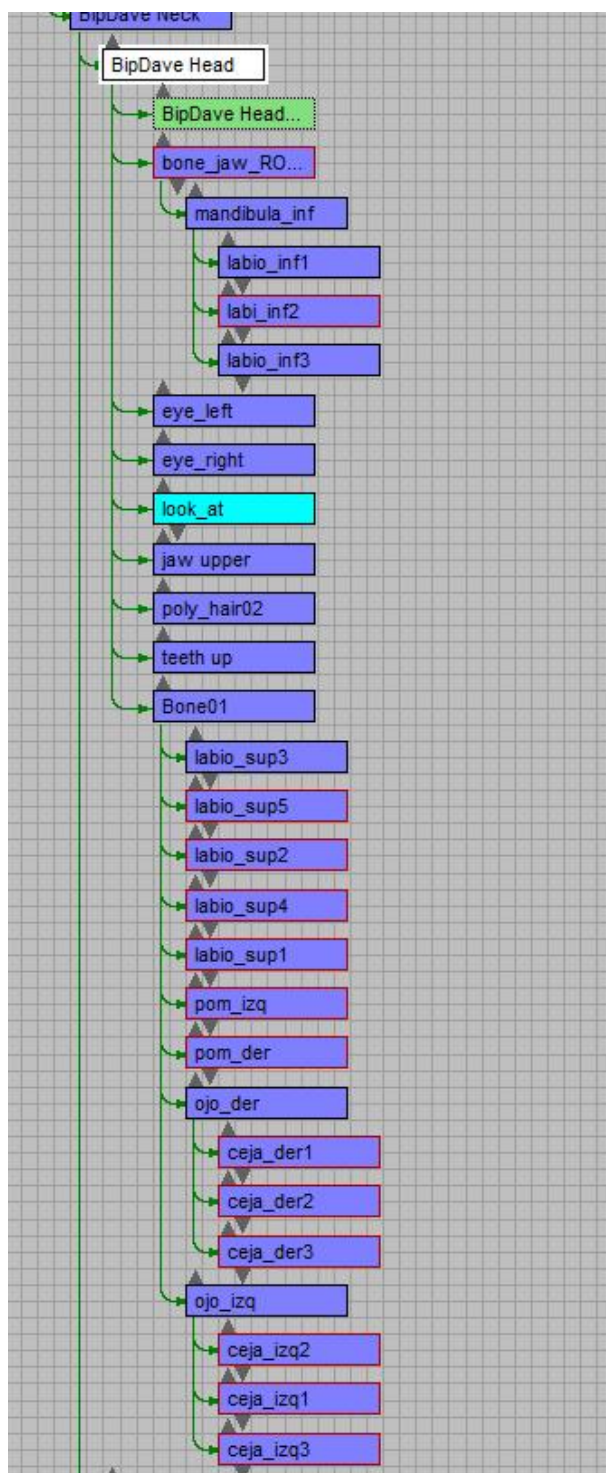 BipDave Neck
BipDave Head
BipDave Head...
bone_jaw_RO...
mandibula_inf
labio_inf1
labi_inf2
labio_inf3
eye_left
eye_right
look_at
jaw upper
poly_hair02
teeth up
Bone01
labio_sup3
labio_sup5
labio_sup2
labio_sup4
labio_sup1
pom_izq
pom_der
ojo_der
ceja_der1
ceja_der2
ceja_der3
ojo_izq
ceja_izq2
ceja_izq1
ceja_izq3